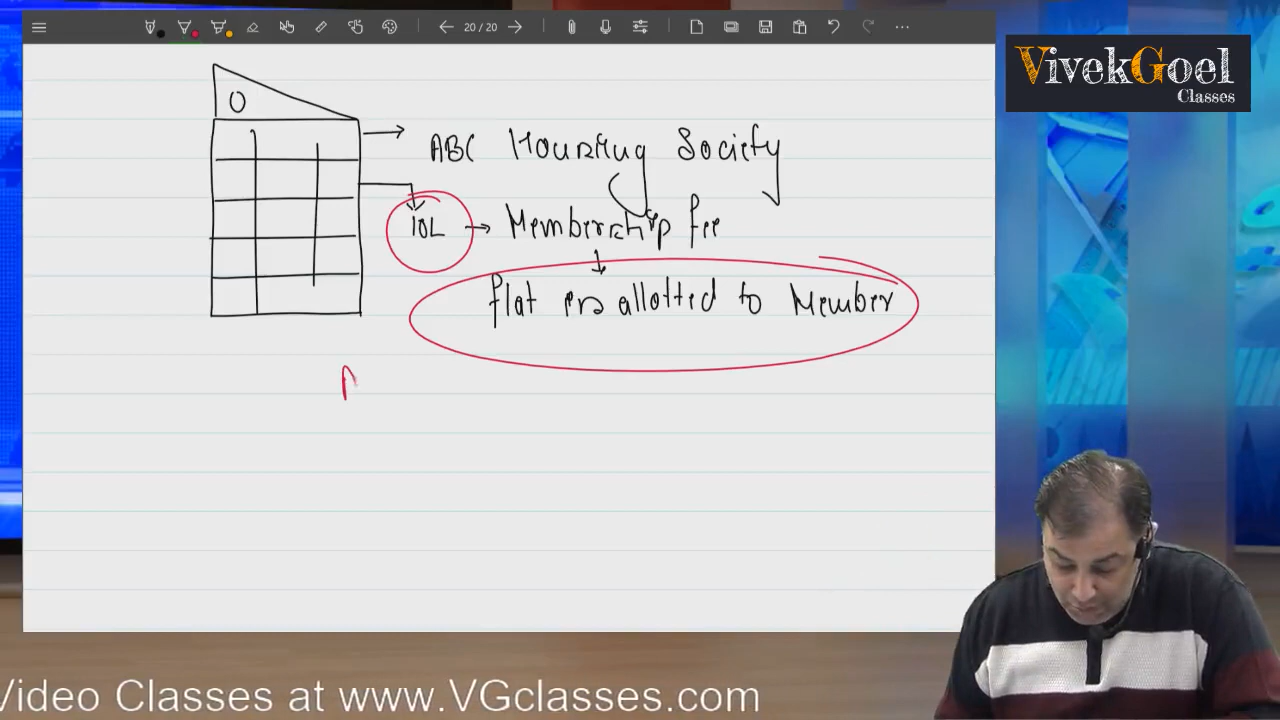 20/20
VivekGoel
Classes
O
ABC Housing Society
10L → Membership fee
flat is allotted to Member
Video Classes at www.VGclasses.com